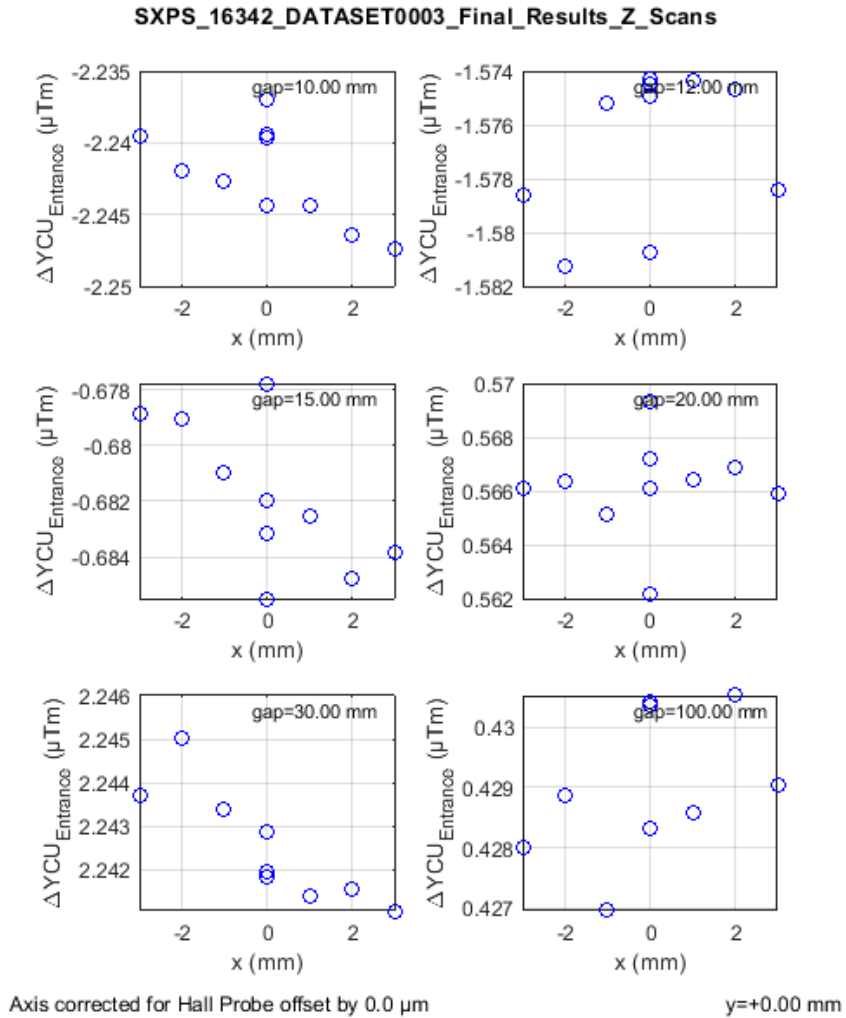 SXPS_16342_DATASET0003_Final_Results_Z_Scans
gap=10.00 mm
-2.235
-2.24
-2.245
-2.25
ΔYCU_Entrance (µTm)
-2 0 2
x (mm)
gap=12.00 mm
-1.574
-1.576
-1.578
-1.58
-1.582
ΔYCU_Entrance (µTm)
-2 0 2
x (mm)
gap=15.00 mm
-0.678
-0.68
-0.682
-0.684
ΔYCU_Entrance (µTm)
-2 0 2
x (mm)
gap=20.00 mm
0.57
0.568
0.566
0.564
0.562
ΔYCU_Entrance (µTm)
-2 0 2
x (mm)
gap=30.00 mm
2.246
2.245
2.244
2.243
2.242
ΔYCU_Entrance (µTm)
-2 0 2
x (mm)
gap=100.00 mm
0.43
0.429
0.428
0.427
ΔYCU_Entrance (µTm)
-2 0 2
x (mm)
Axis corrected for Hall Probe offset by 0.0 µm
y=+0.00 mm